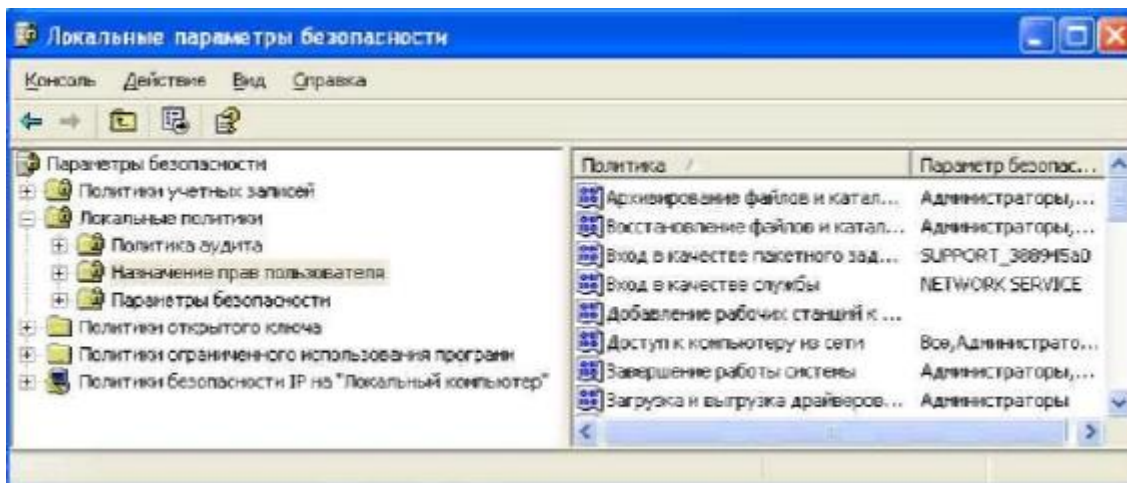 Локальные параметры безопасности
Консоль Действие Вид Справка
Параметры безопасности
Политики учетных записей
Локальные политики
Политика аудита
Назначение прав пользователя
Параметры безопасности
Политики открытого ключа
Политики ограниченного использования программ
Политики безопасности IP на "Локальный компьютер"
Политика Параметр безопас...
Архивирование файлов и катал... Администраторы,...
Восстановление файлов и катал... Администраторы,...
Вход в качестве пакетного зад... SUPPORT_388945a0
Вход в качестве службы NETWORK SERVICE
Добавление рабочих станций к ...
Доступ к компьютеру из сети Все,Администрато...
Завершение работы системы Администраторы,...
Загрузка и выгрузка драйверов... Администраторы